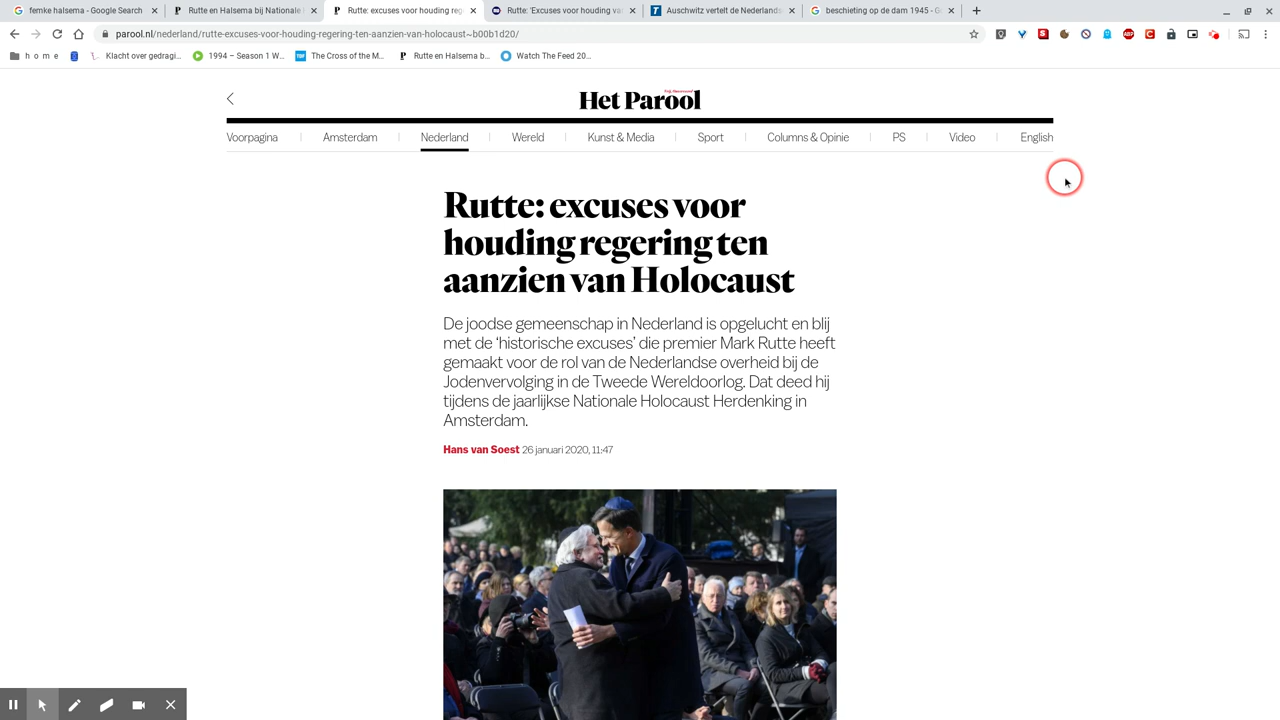 femke halsema - Google Search
Rutte en Halsema bij Nationale
Rutte: excuses voor houding reg
Rutte: 'Excuses voor houding va
Auschwitz vertelt de Nederlands
beschieting op de dam 1945 - G
parool.nl/nederland/rutte-excuses-voor-houding-regering-ten-aanzien-van-holocaust~b00b1d20/
h o m e
Klacht over gedragi...
1994 – Season 1 W...
The Cross of the M...
Rutte en Halsema b...
Watch The Feed 20...
Het Parool
Voorpagina
Amsterdam
Nederland
Wereld
Kunst & Media
Sport
Columns & Opinie
PS
Video
English
Rutte: excuses voor
houding regering ten
aanzien van Holocaust
De joodse gemeenschap in Nederland is opgelucht en blij
met de ‘historische excuses’ die premier Mark Rutte heeft
gemaakt voor de rol van de Nederlandse overheid bij de
Jodenvervolging in de Tweede Wereldoorlog. Dat deed hij
tijdens de jaarlijkse Nationale Holocaust Herdenking in
Amsterdam.
Hans van Soest 26 januari 2020, 11:47